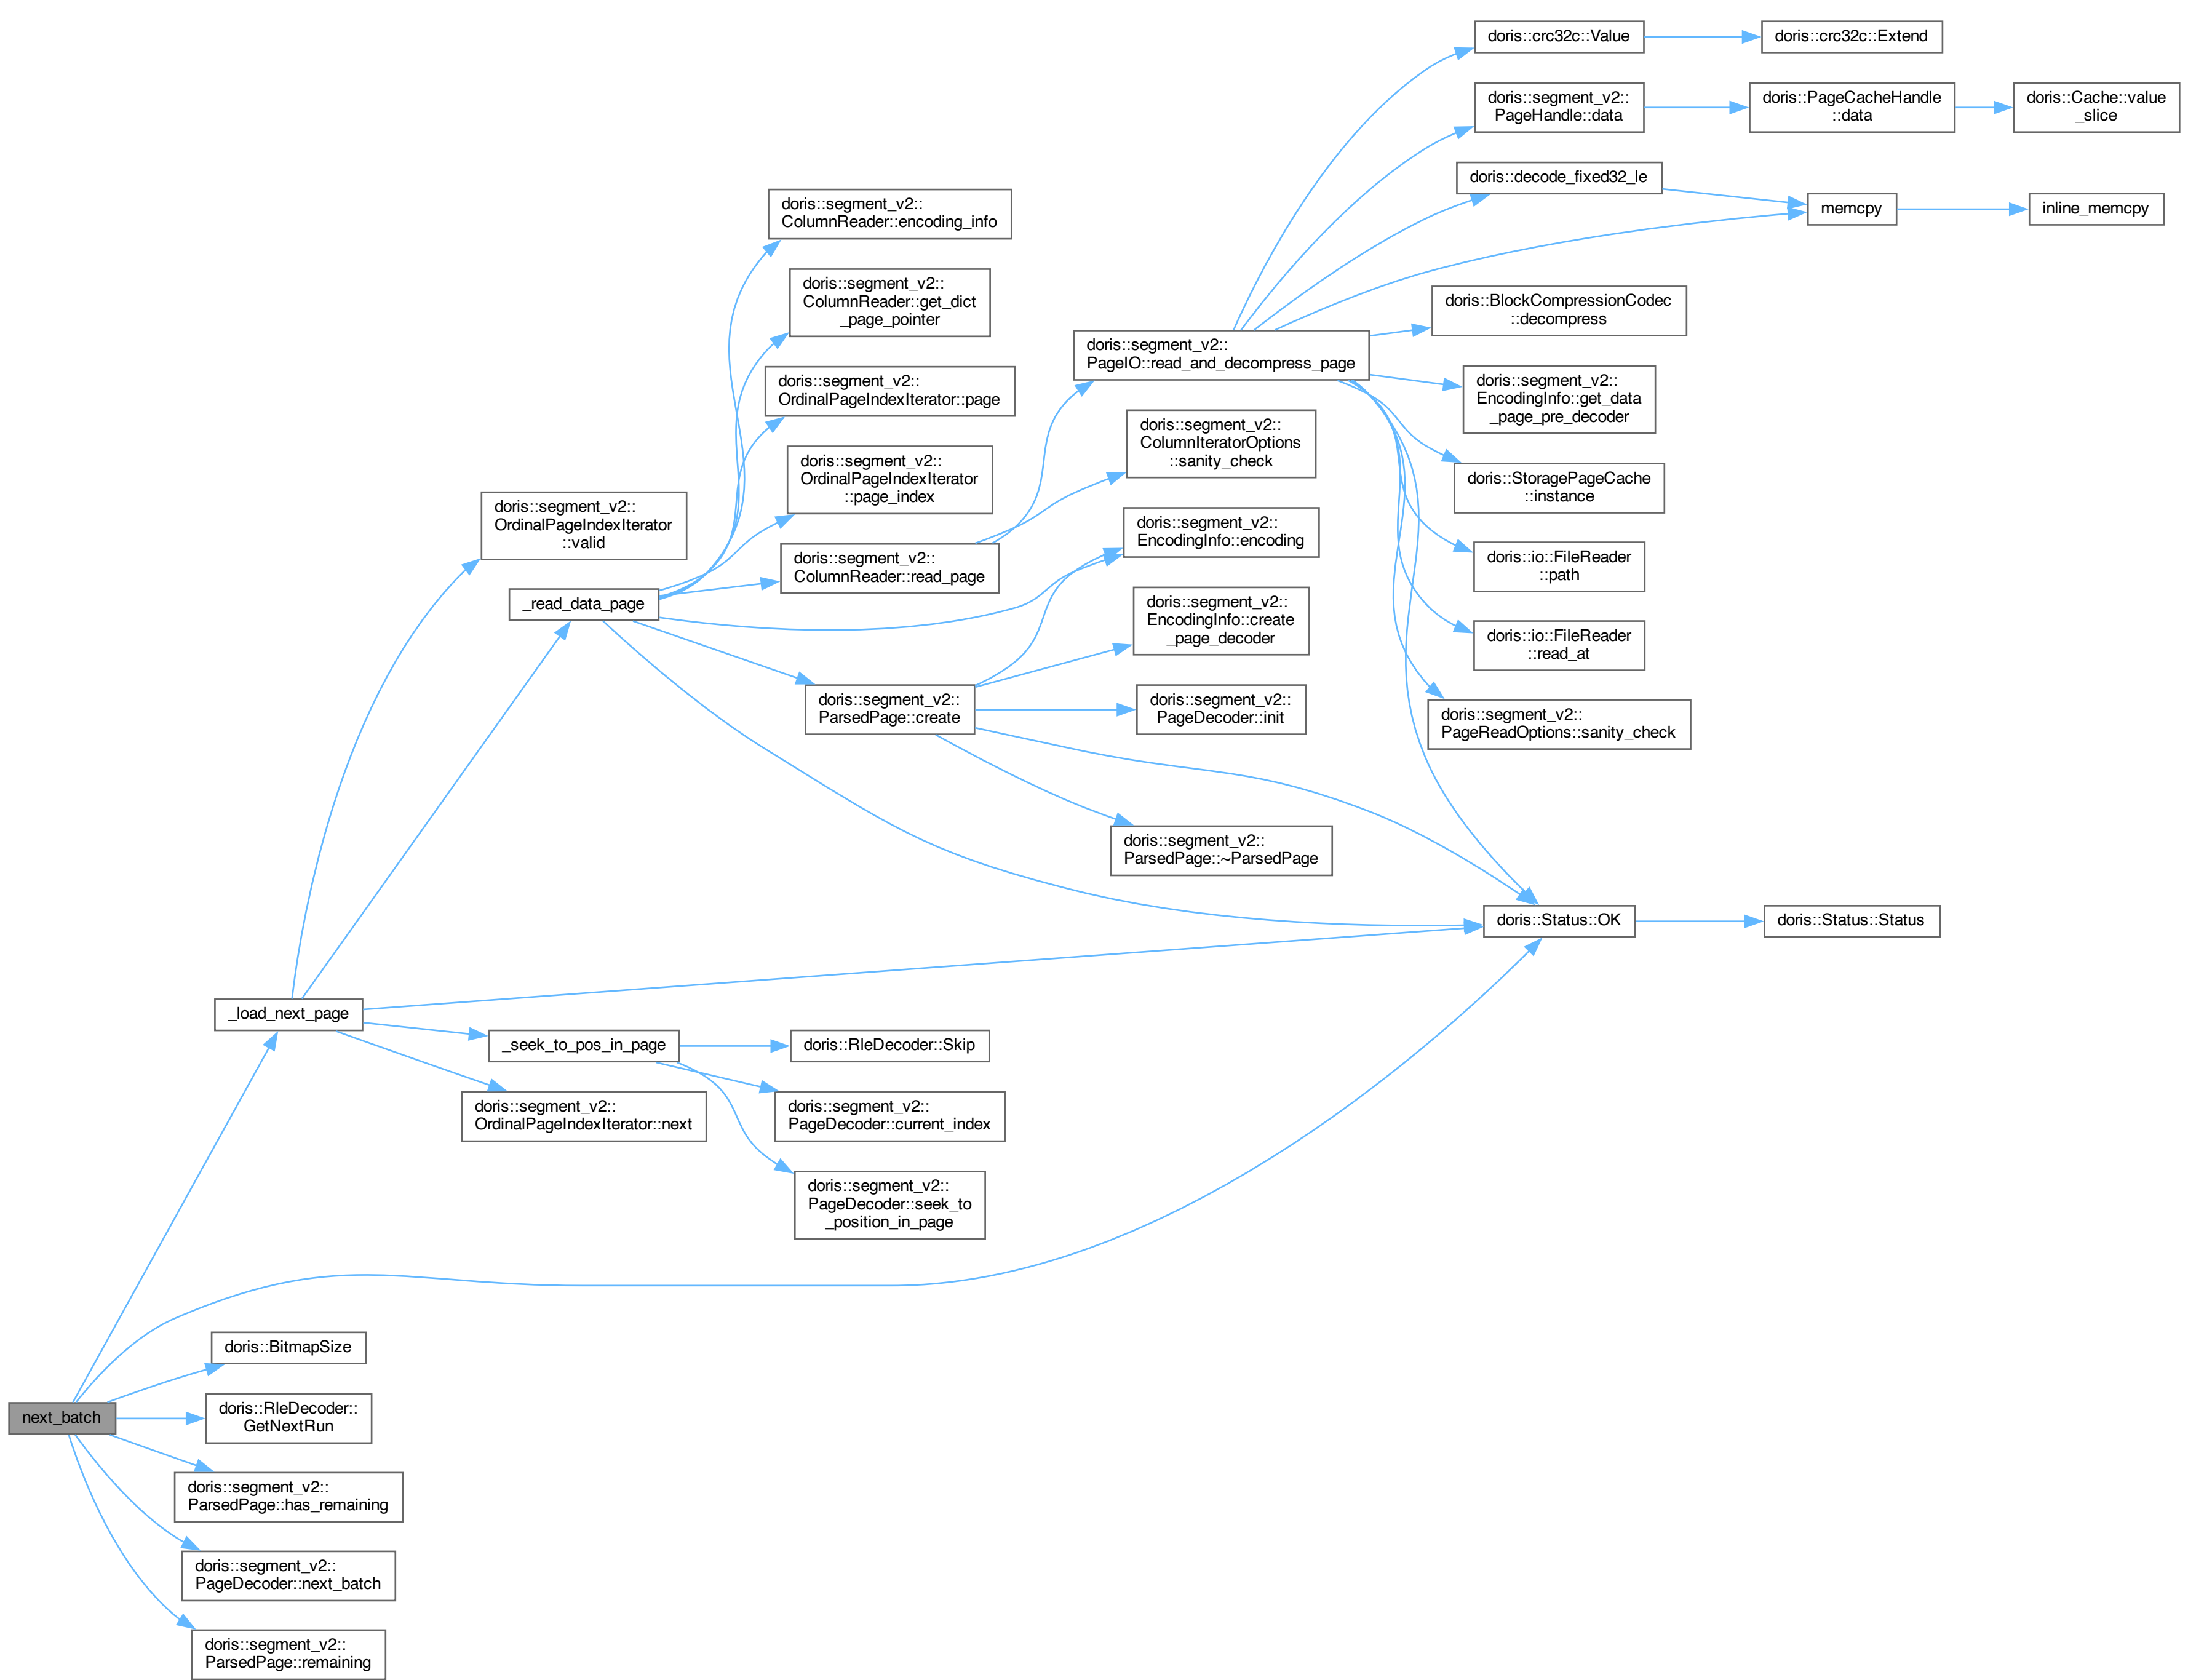 next_batch
_load_next_page
doris::segment_v2::
OrdinalPageIndexIterator
::valid
_read_data_page
doris::segment_v2::
ColumnReader::encoding_info
doris::segment_v2::
ColumnReader::get_dict
_page_pointer
doris::segment_v2::
OrdinalPageIndexIterator::page
doris::segment_v2::
OrdinalPageIndexIterator
::page_index
doris::segment_v2::
ColumnReader::read_page
doris::segment_v2::
PageIO::read_and_decompress_page
doris::crc32c::Value
doris::crc32c::Extend
doris::segment_v2::
PageHandle::data
doris::PageCacheHandle
::data
doris::Cache::value
_slice
doris::decode_fixed32_le
memcpy
inline_memcpy
doris::BlockCompressionCodec
::decompress
doris::segment_v2::
EncodingInfo::get_data
_page_pre_decoder
doris::StoragePageCache
::instance
doris::io::FileReader
::path
doris::io::FileReader
::read_at
doris::segment_v2::
PageReadOptions::sanity_check
doris::segment_v2::
ColumnIteratorOptions
::sanity_check
doris::segment_v2::
EncodingInfo::encoding
doris::segment_v2::
EncodingInfo::create
_page_decoder
doris::segment_v2::
ParsedPage::create
doris::segment_v2::
PageDecoder::init
doris::segment_v2::
ParsedPage::~ParsedPage
doris::Status::OK
doris::Status::Status
_seek_to_pos_in_page
doris::RleDecoder::Skip
doris::segment_v2::
PageDecoder::current_index
doris::segment_v2::
PageDecoder::seek_to
_position_in_page
doris::segment_v2::
OrdinalPageIndexIterator::next
doris::BitmapSize
doris::RleDecoder::
GetNextRun
doris::segment_v2::
ParsedPage::has_remaining
doris::segment_v2::
PageDecoder::next_batch
doris::segment_v2::
ParsedPage::remaining